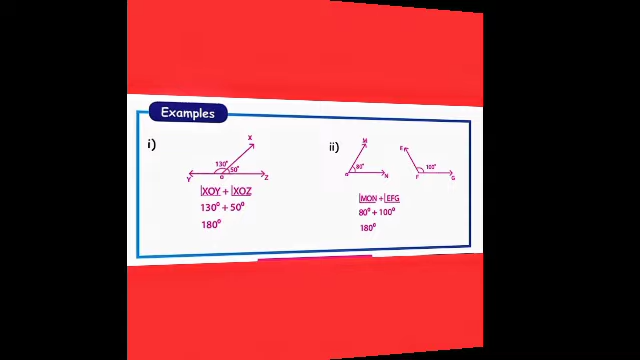 Examples
i)
X
130° 50°
Y O Z
∠XOY + ∠XOZ
130° + 50°
180°
ii)
M
80°
O N
E
100°
F G
∠MON + ∠EFG
80° + 100°
180°